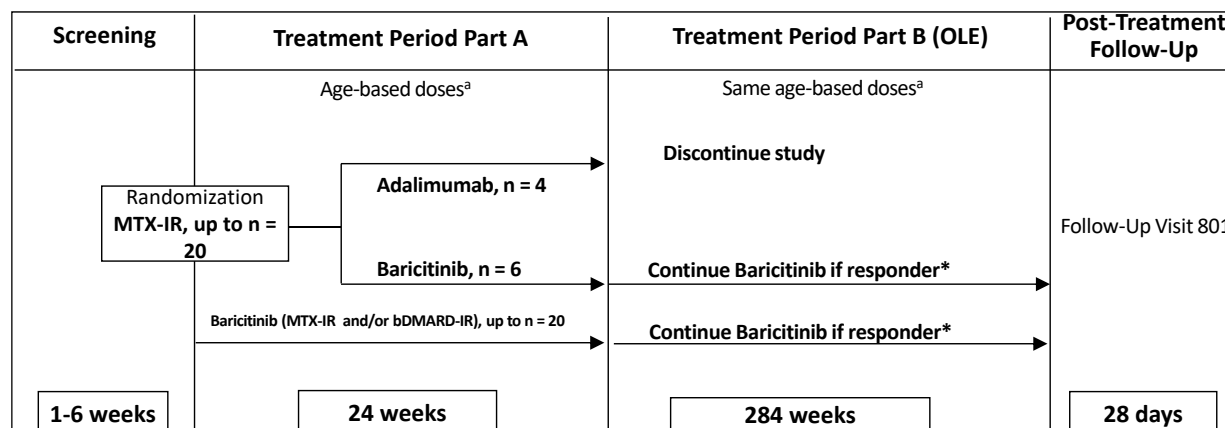 Screening
Treatment Period Part A
Treatment Period Part B (OLE)
Post-Treatment
Follow-Up
Age-based dosesᵃ
Same age-based dosesᵃ
Discontinue study
Adalimumab, n = 4
Randomization
MTX-IR, up to n =
20
Follow-Up Visit 801
Baricitinib, n = 6
Continue Baricitinib if responder*
Baricitinib (MTX-IR and/or bDMARD-IR), up to n = 20
Continue Baricitinib if responder*
1-6 weeks
24 weeks
284 weeks
28 days